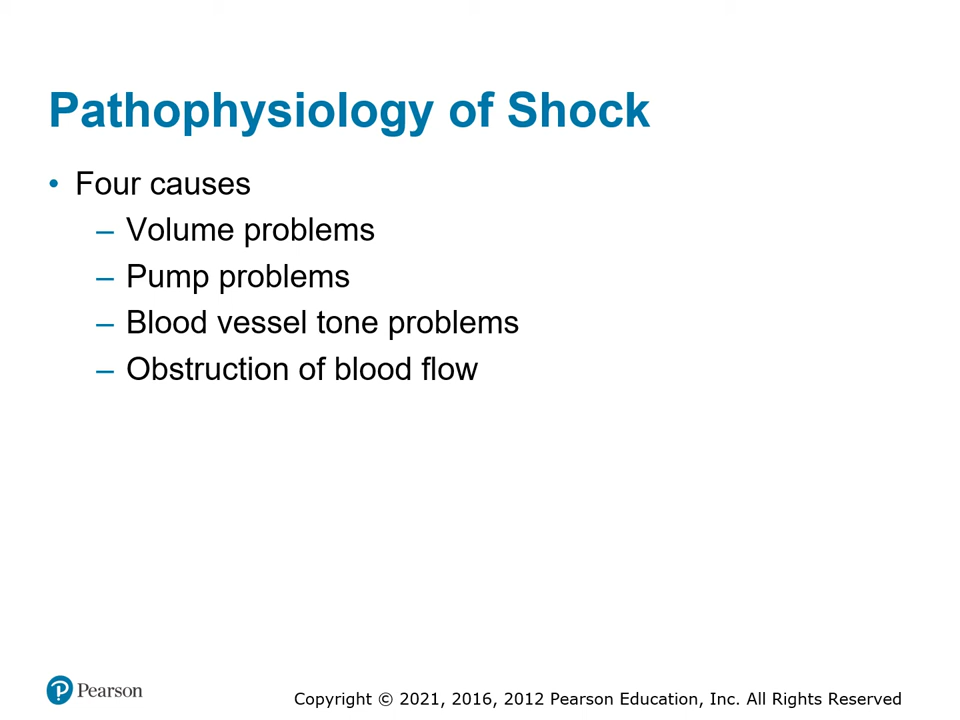 Pathophysiology of Shock
• Four causes
– Volume problems
– Pump problems
– Blood vessel tone problems
– Obstruction of blood flow
Pearson
Copyright © 2021, 2016, 2012 Pearson Education, Inc. All Rights Reserved